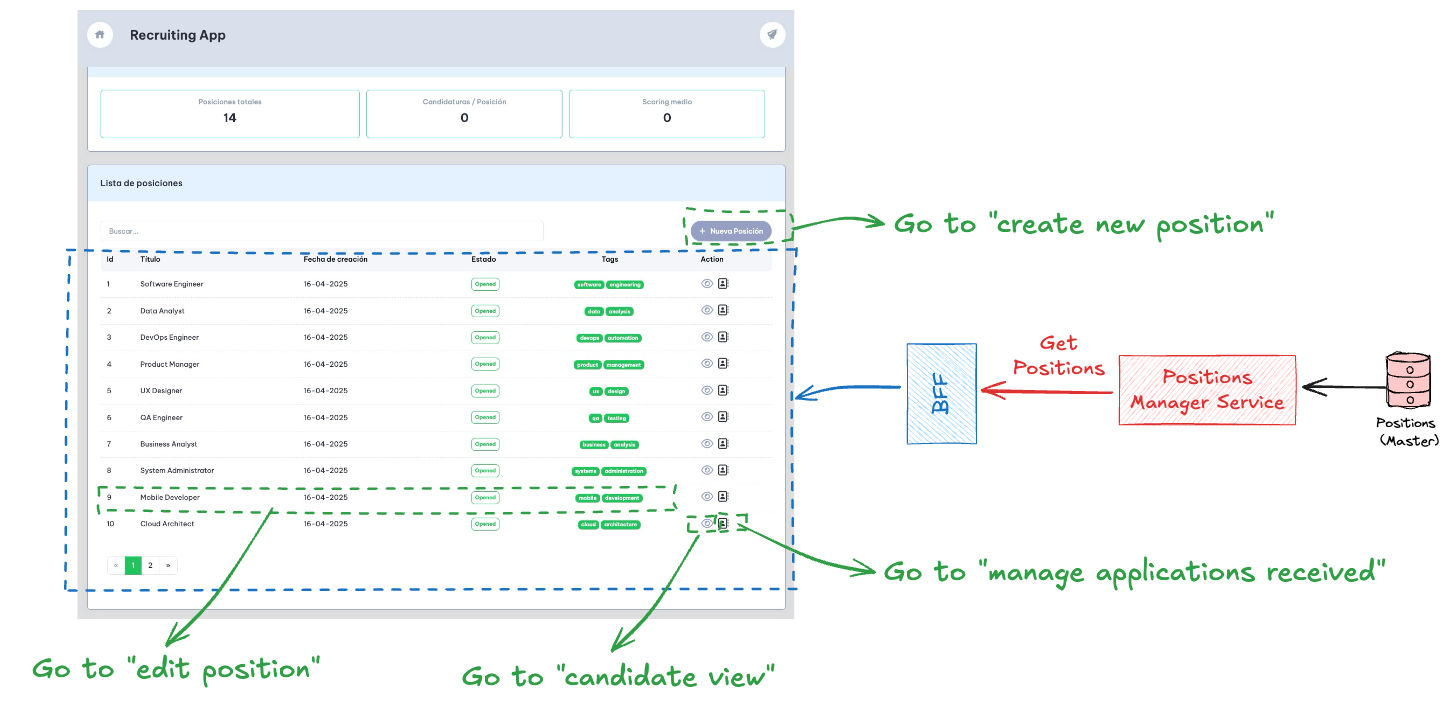 Recruiting App
Posiciones totales
14
Candidaturas / Posición
0
Scoring medio
0
Lista de posiciones
Buscar...
+ Nueva Posición
Go to "create new position"
Id Título Fecha de creación Estado Tags Action
1 Software Engineer 16-04-2025 Opened software engineering
2 Data Analyst 16-04-2025 Opened data analysis
3 DevOps Engineer 16-04-2025 Opened devops automation
4 Product Manager 16-04-2025 Opened product management
5 UX Designer 16-04-2025 Opened ux design
6 QA Engineer 16-04-2025 Opened qa testing
7 Business Analyst 16-04-2025 Opened business analysis
8 System Administrator 16-04-2025 Opened systems administration
9 Mobile Developer 16-04-2025 Opened mobile development
10 Cloud Architect 16-04-2025 Opened cloud architecture
« 1 2 »
BFF
Get
Positions
Positions
Manager Service
Positions
(Master)
Go to "manage applications received"
Go to "edit position"
Go to "candidate view"